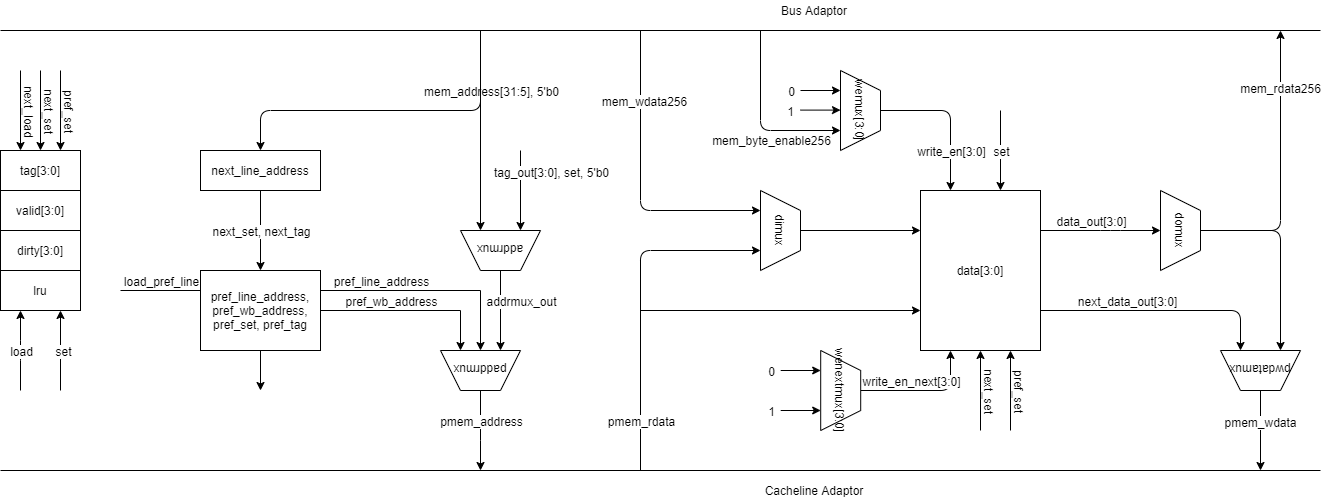 Bus Adaptor
mem_address[31:5], 5'b0
mem_wdata256
mem_byte_enable256
0
1
wemux[3:0]
mem_rdata256
next_load
next_set
pref_set
tag[3:0]
valid[3:0]
dirty[3:0]
lru
load
set
next_line_address
next_set, next_tag
load_pref_line
pref_line_address,
pref_wb_address,
pref_set, pref_tag
pref_line_address
pref_wb_address
tag_out[3:0], set, 5'b0
addrmux
addrmux_out
paddrmux
pmem_address
pmem_rdata
dimux
write_en[3:0]
set
data[3:0]
data_out[3:0]
domux
next_data_out[3:0]
0
1
wenextmux[3:0]
write_en_next[3:0]
next_set
pref_set
pwdatamux
pmem_wdata
Cacheline Adaptor